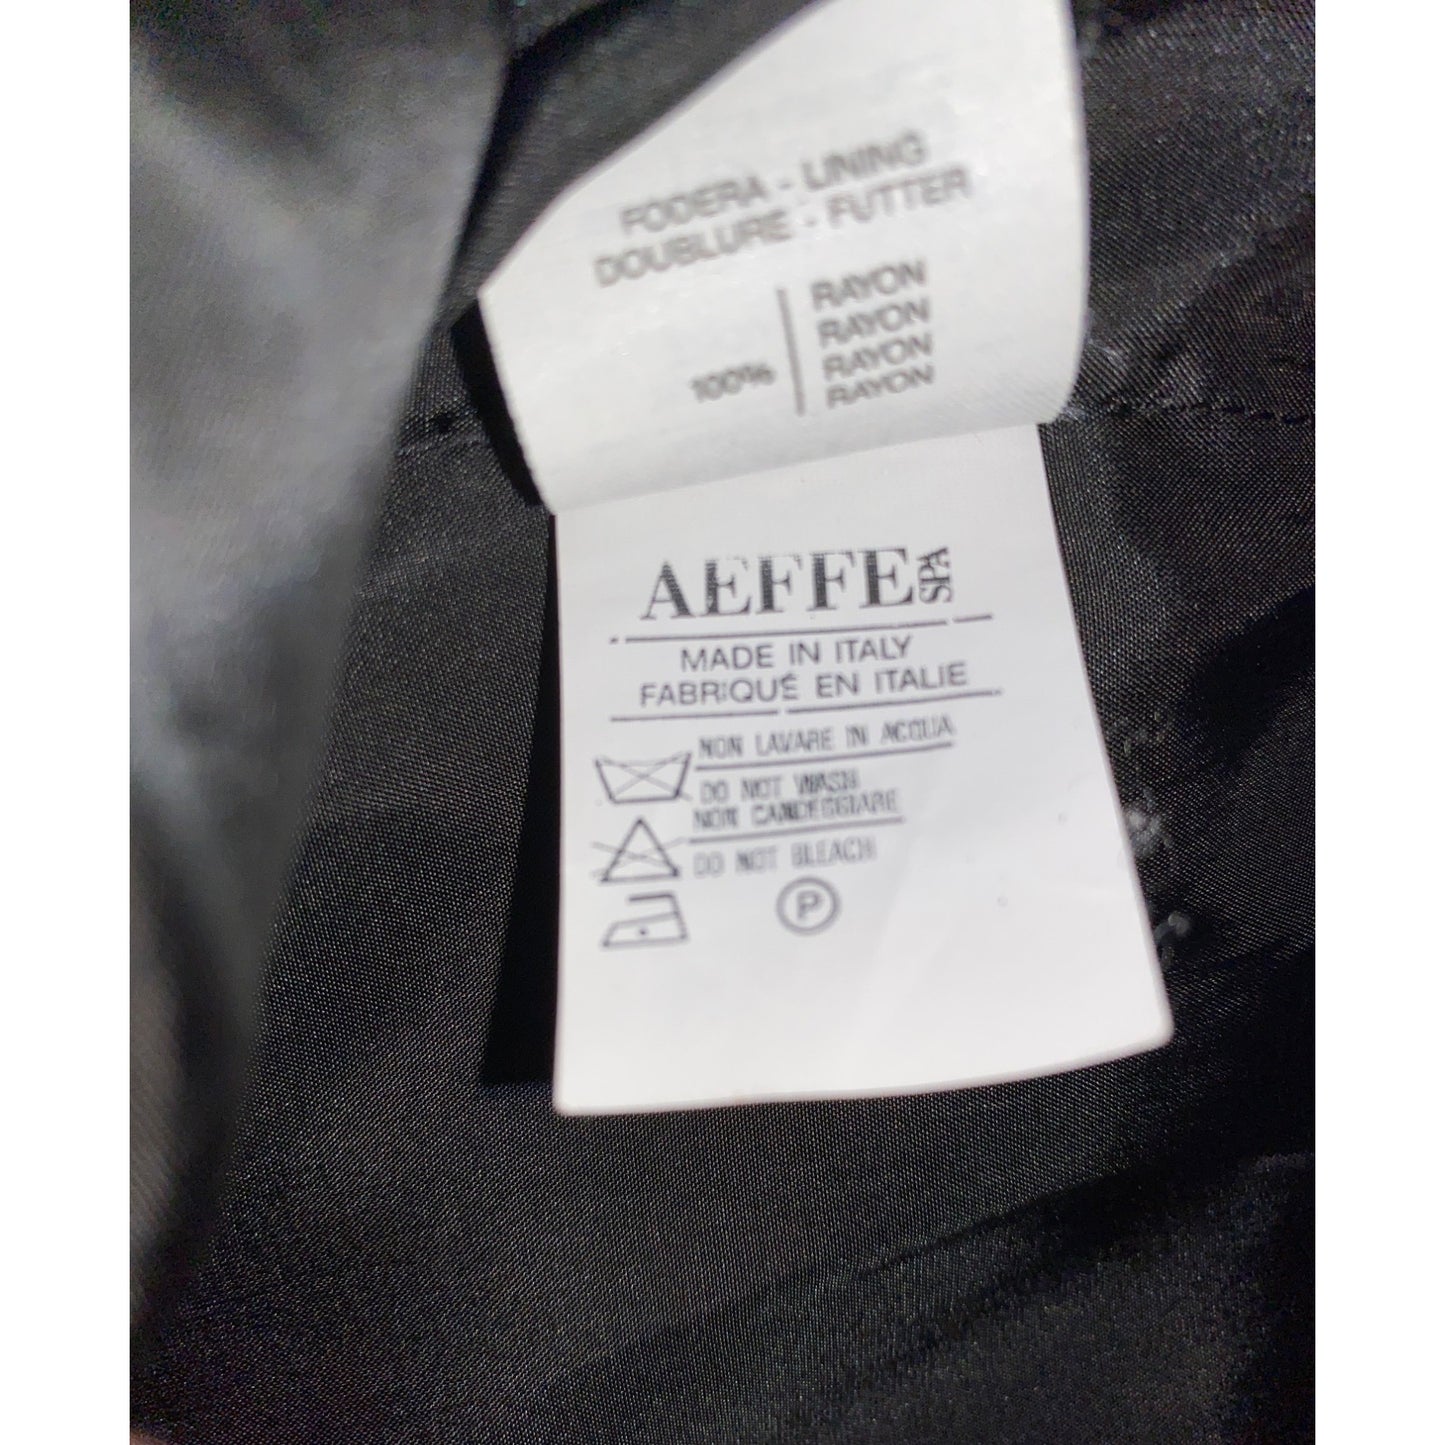 FODERA - LINING
DOUBLURE - FUTTER
100% RAYON
RAYON
RAYON
RAYON
AEFFE SPA
MADE IN ITALY
FABRIQUÉ EN ITALIE
NON LAVARE IN ACQUA
DO NOT WASH
NON CANDEGGIARE
DO NOT BLEACH
P